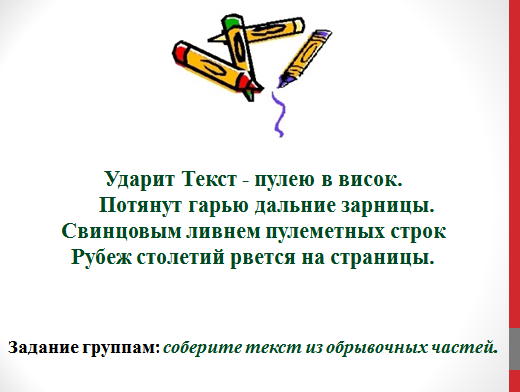 Ударит Текст - пулею в висок.
Потянут гарью дальние зарницы.
Свинцовым ливнем пулеметных строк
Рубеж столетий рвется на страницы.
Задание группам: соберите текст из обрывочных частей.